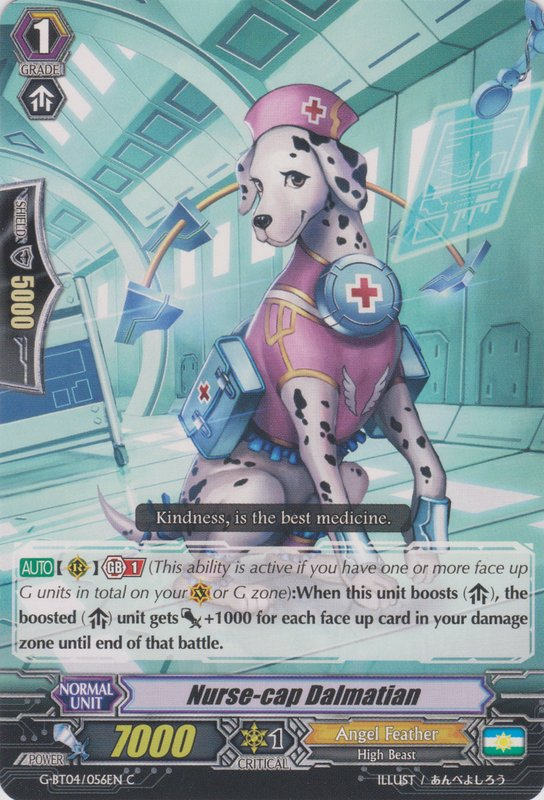 1
GRADE
SHIELD
5000
Kindness, is the best medicine.
AUTO【R】GB 1 (This ability is active if you have one or more face up
G units in total on your V or G zone):When this unit boosts ( ), the
boosted ( ) unit gets +1000 for each face up card in your damage
zone until end of that battle.
NORMAL
UNIT
Nurse-cap Dalmatian
POWER
7000
1
CRITICAL
Angel Feather
High Beast
G-BT04/056EN C
ILLUST / あんべよしろう